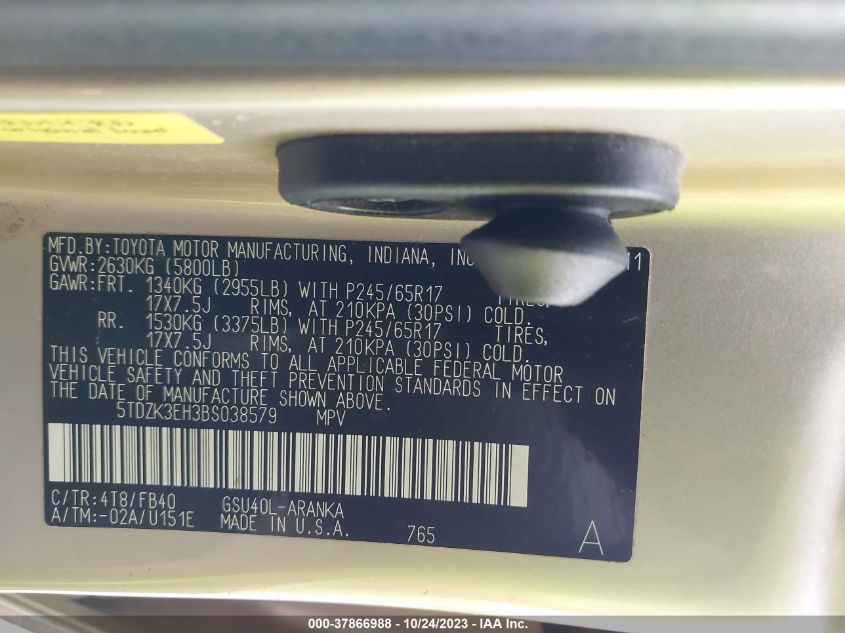 original load
MFD. BY: TOYOTA MOTOR MANUFACTURING, INDIANA, INC 11
GVWR: 2630KG (5800LB)
GAWR: FRT. 1340KG (2955LB) WITH P245/65R17 TIRES,
17X7.5J RIMS, AT 210KPA (30PSI) COLD.
RR. 1530KG (3375LB) WITH P245/65R17 TIRES,
17X7.5J RIMS, AT 210KPA (30PSI) COLD.
THIS VEHICLE CONFORMS TO ALL APPLICABLE FEDERAL MOTOR
VEHICLE SAFETY AND THEFT PREVENTION STANDARDS IN EFFECT ON
THE DATE OF MANUFACTURE SHOWN ABOVE.
5TDZK3EH3BS038579 MPV
C/TR: 4T8/FB40 GSU40L-ARANKA
A/TM:-02A/U151E MADE IN U.S.A. 765 A
000-37866988 - 10/24/2023 - IAA Inc.